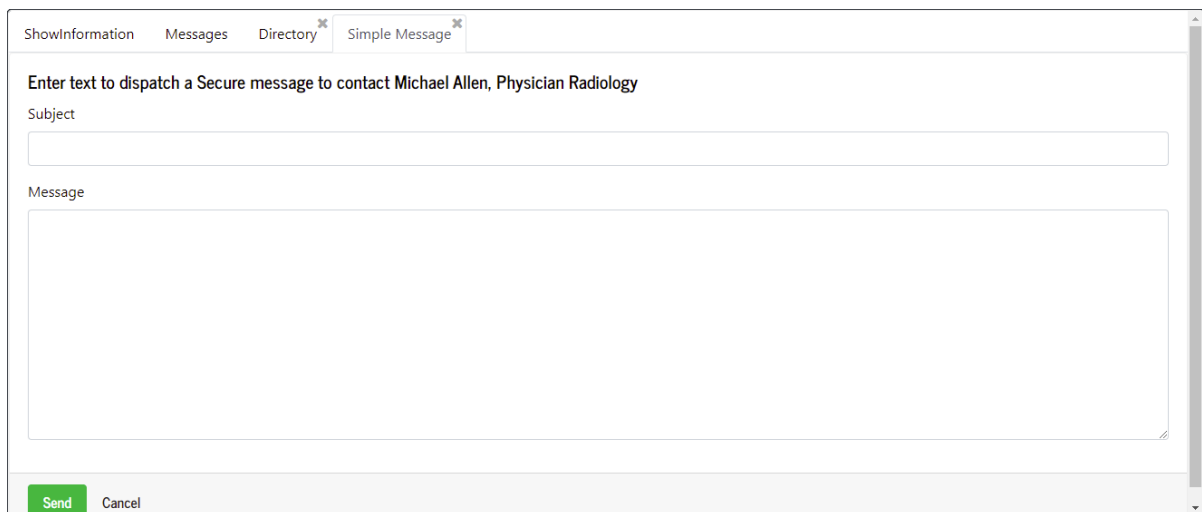 ShowInformation Messages Directory Simple Message
Enter text to dispatch a Secure message to contact Michael Allen, Physician Radiology
Subject
Message
Send Cancel